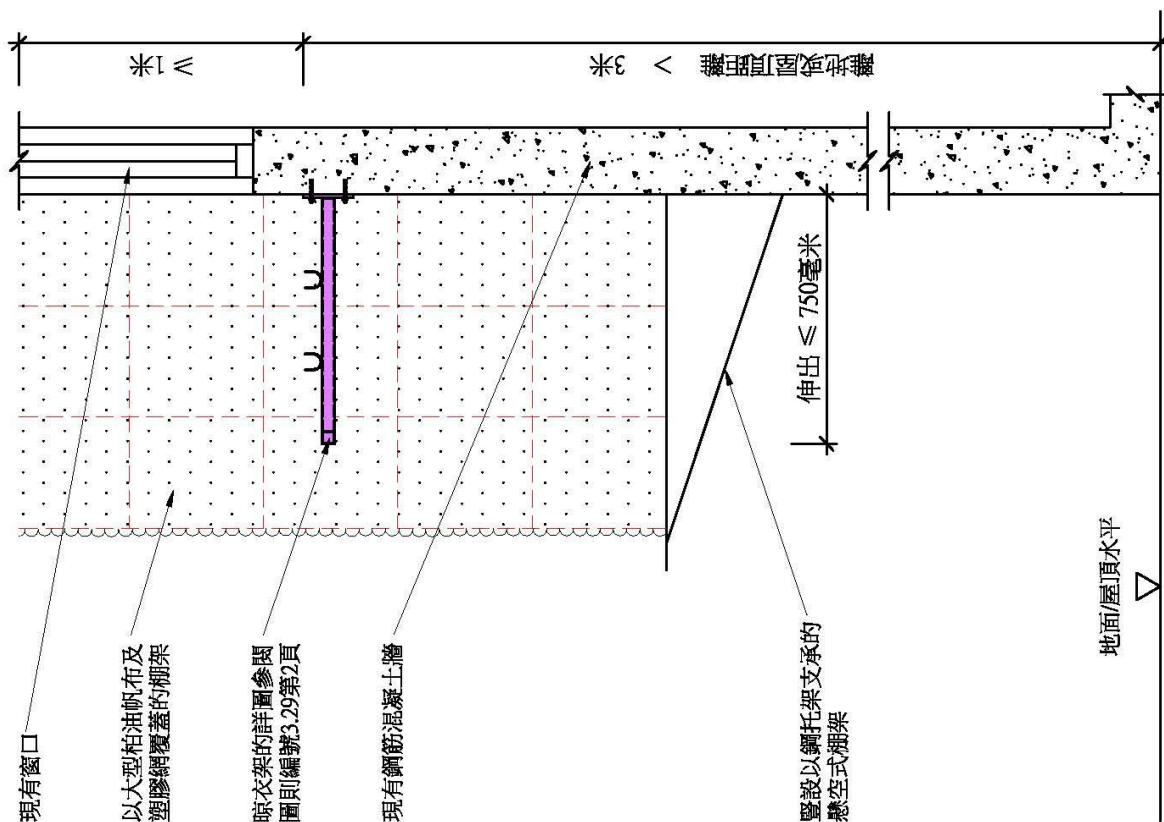 現有窗口
以大型柏油帆布及
塑膠網覆蓋的棚架
晾衣架的詳圖參閱
圖則編號3.29第2頁
現有鋼筋混凝土牆
豎設以鋼托架支承的
懸空式棚架
≥ 1米
離地或屋頂距離 > 3米
伸出 ≤ 750毫米
地面/屋頂水平